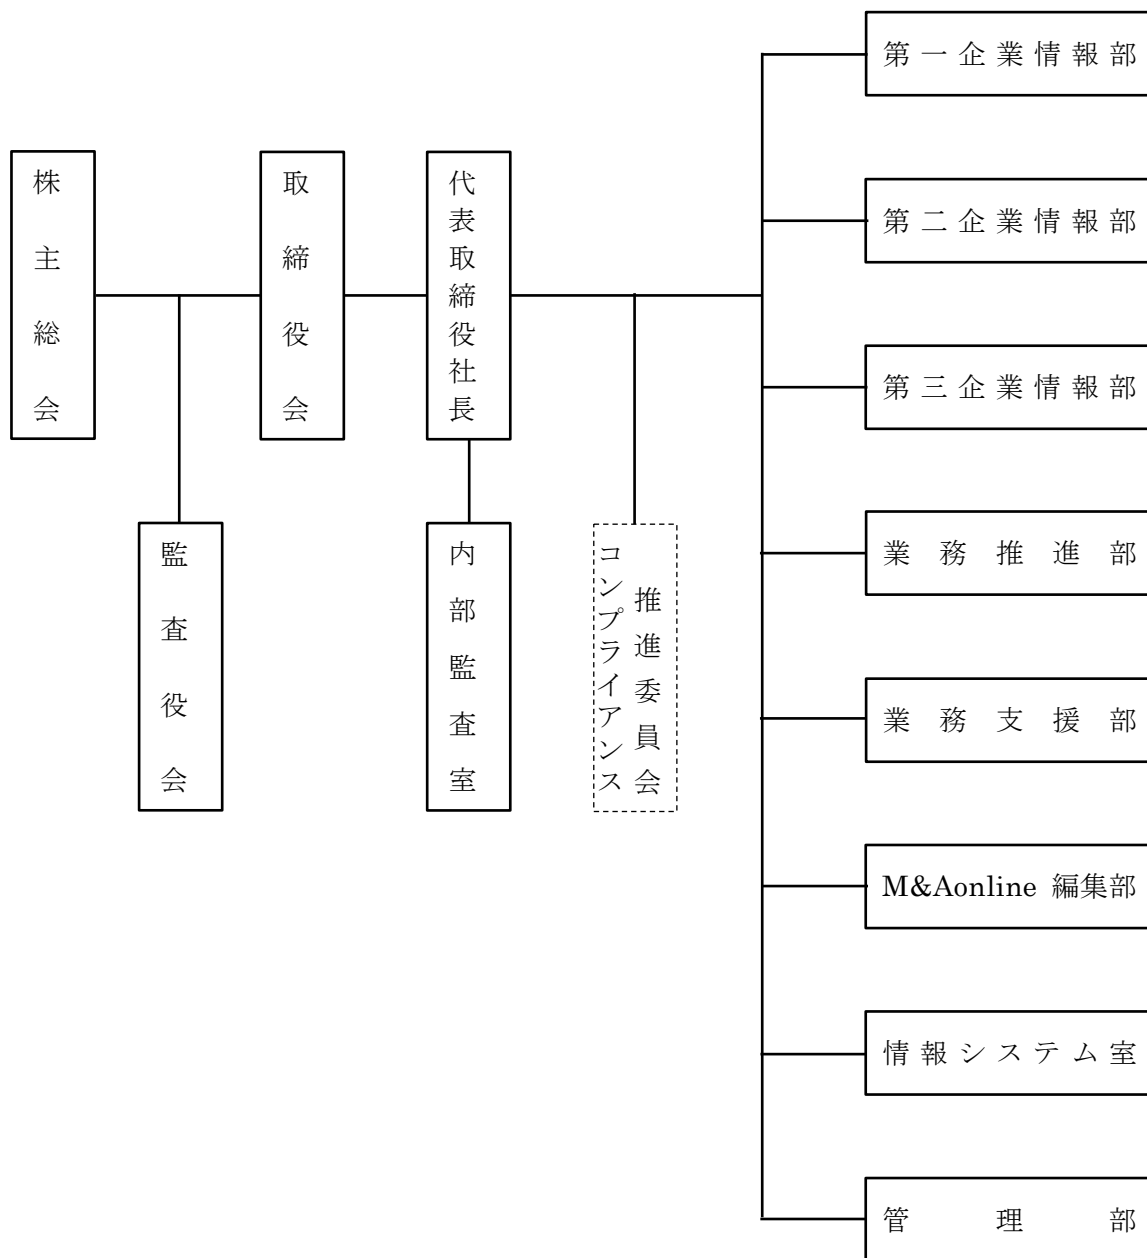 株主総会
取締役会
代表取締役社長
監査役会
内部監査室
コンプライアンス
推進委員会
第一企業情報部
第二企業情報部
第三企業情報部
業務推進部
業務支援部
M&Aonline 編集部
情報システム室
管理部